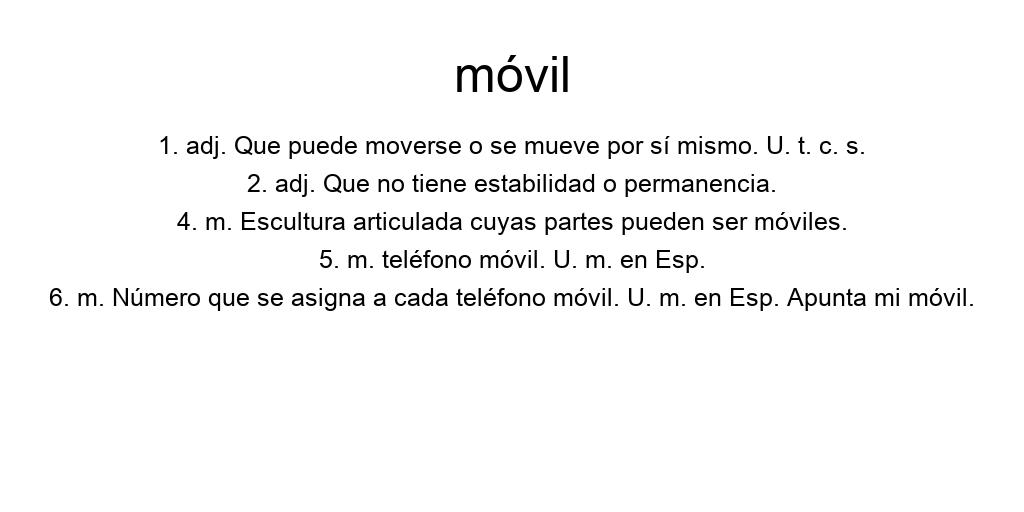 móvil
1. adj. Que puede moverse o se mueve por sí mismo. U. t. c. s.
2. adj. Que no tiene estabilidad o permanencia.
4. m. Escultura articulada cuyas partes pueden ser móviles.
5. m. teléfono móvil. U. m. en Esp.
6. m. Número que se asigna a cada teléfono móvil. U. m. en Esp. Apunta mi móvil.